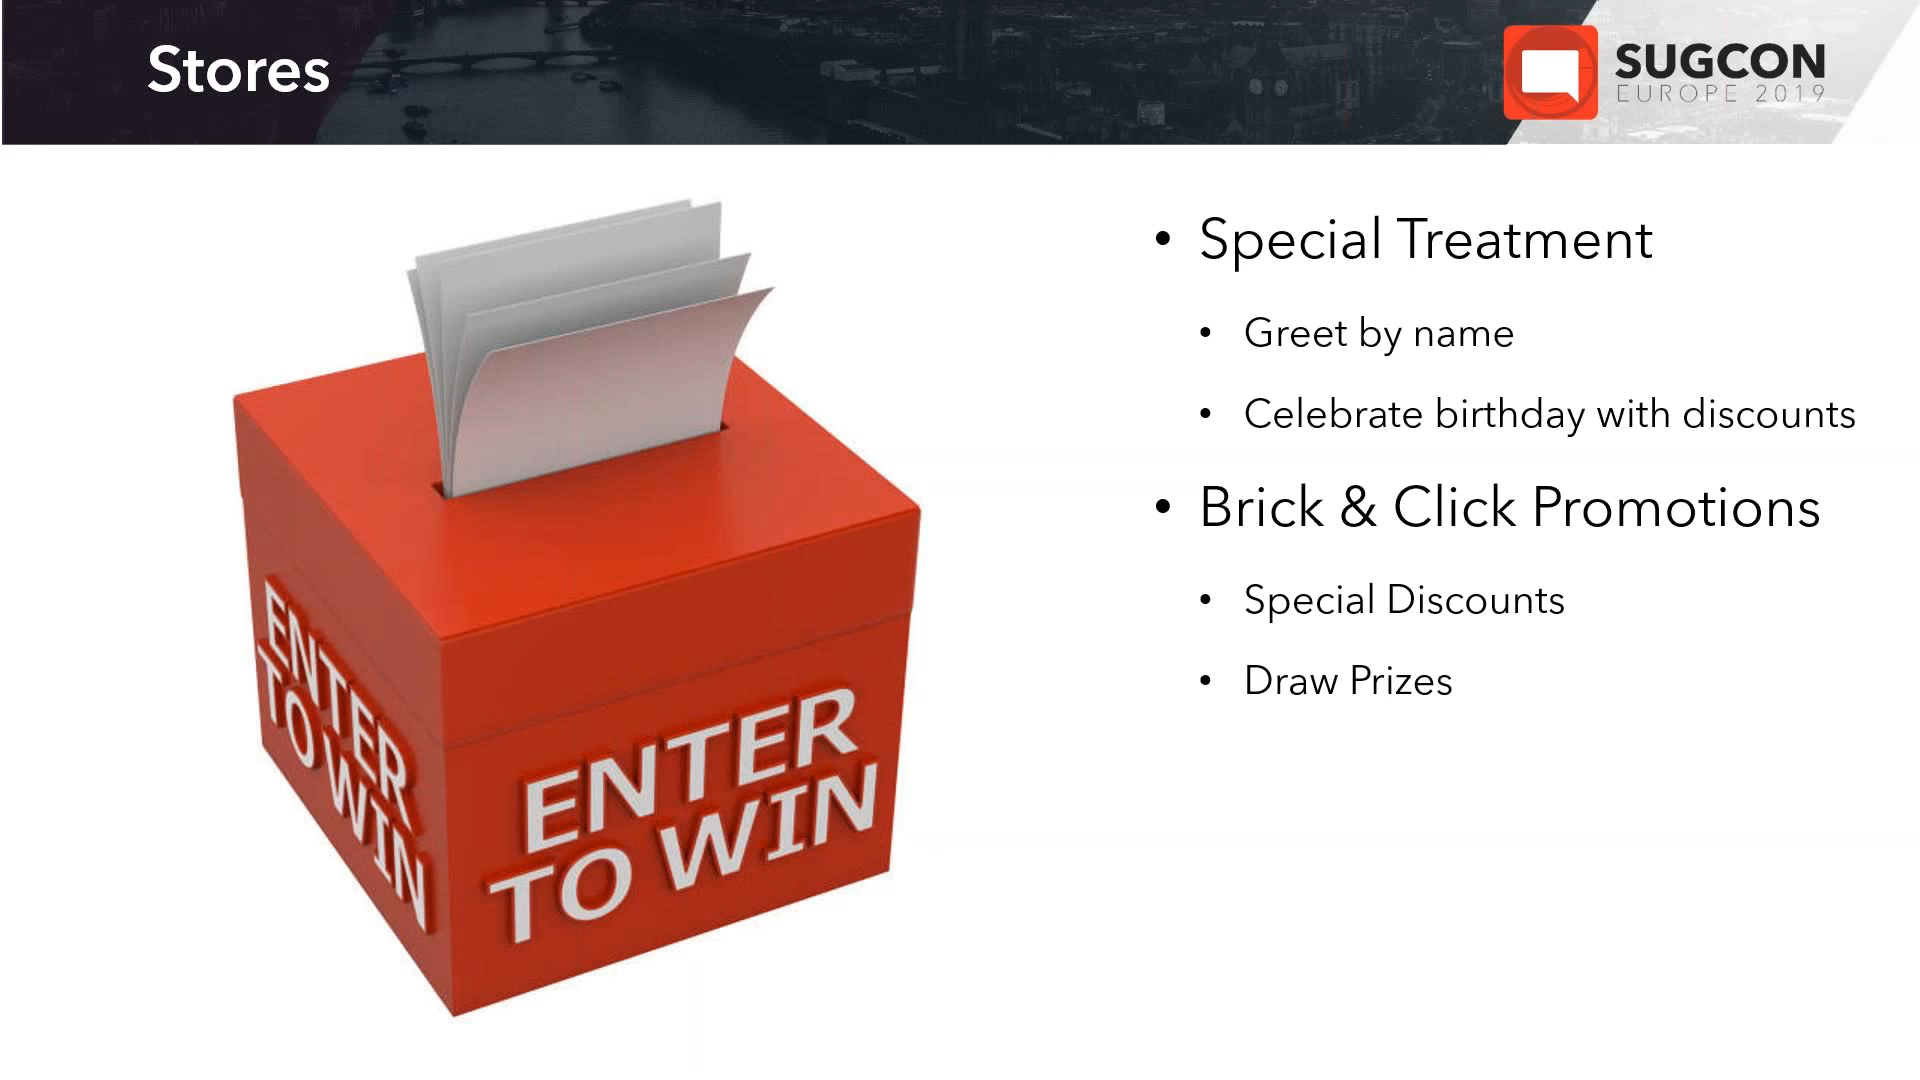 Stores
SUGCON
EUROPE 2019
• Special Treatment
• Greet by name
• Celebrate birthday with discounts
• Brick & Click Promotions
• Special Discounts
• Draw Prizes
ENTER
TO WIN
ENTER
TO WIN